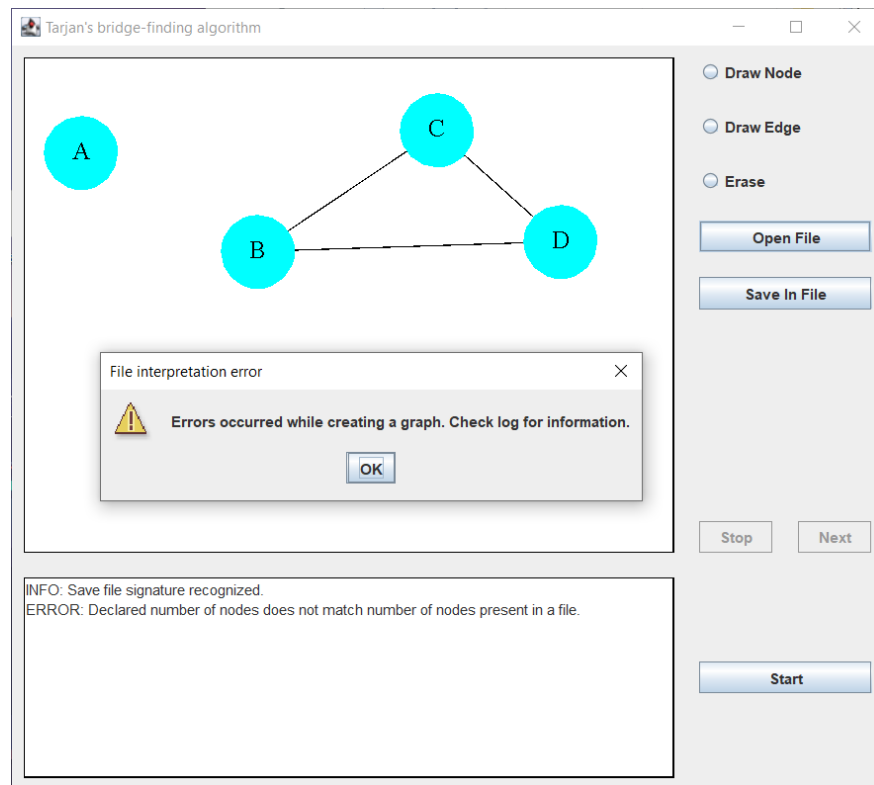 Tarjan's bridge-finding algorithm
Draw Node
A
C
Draw Edge
Erase
B
D
Open File
Save In File
File interpretation error
Errors occurred while creating a graph. Check log for information.
OK
Stop
Next
INFO: Save file signature recognized.
ERROR: Declared number of nodes does not match number of nodes present in a file.
Start